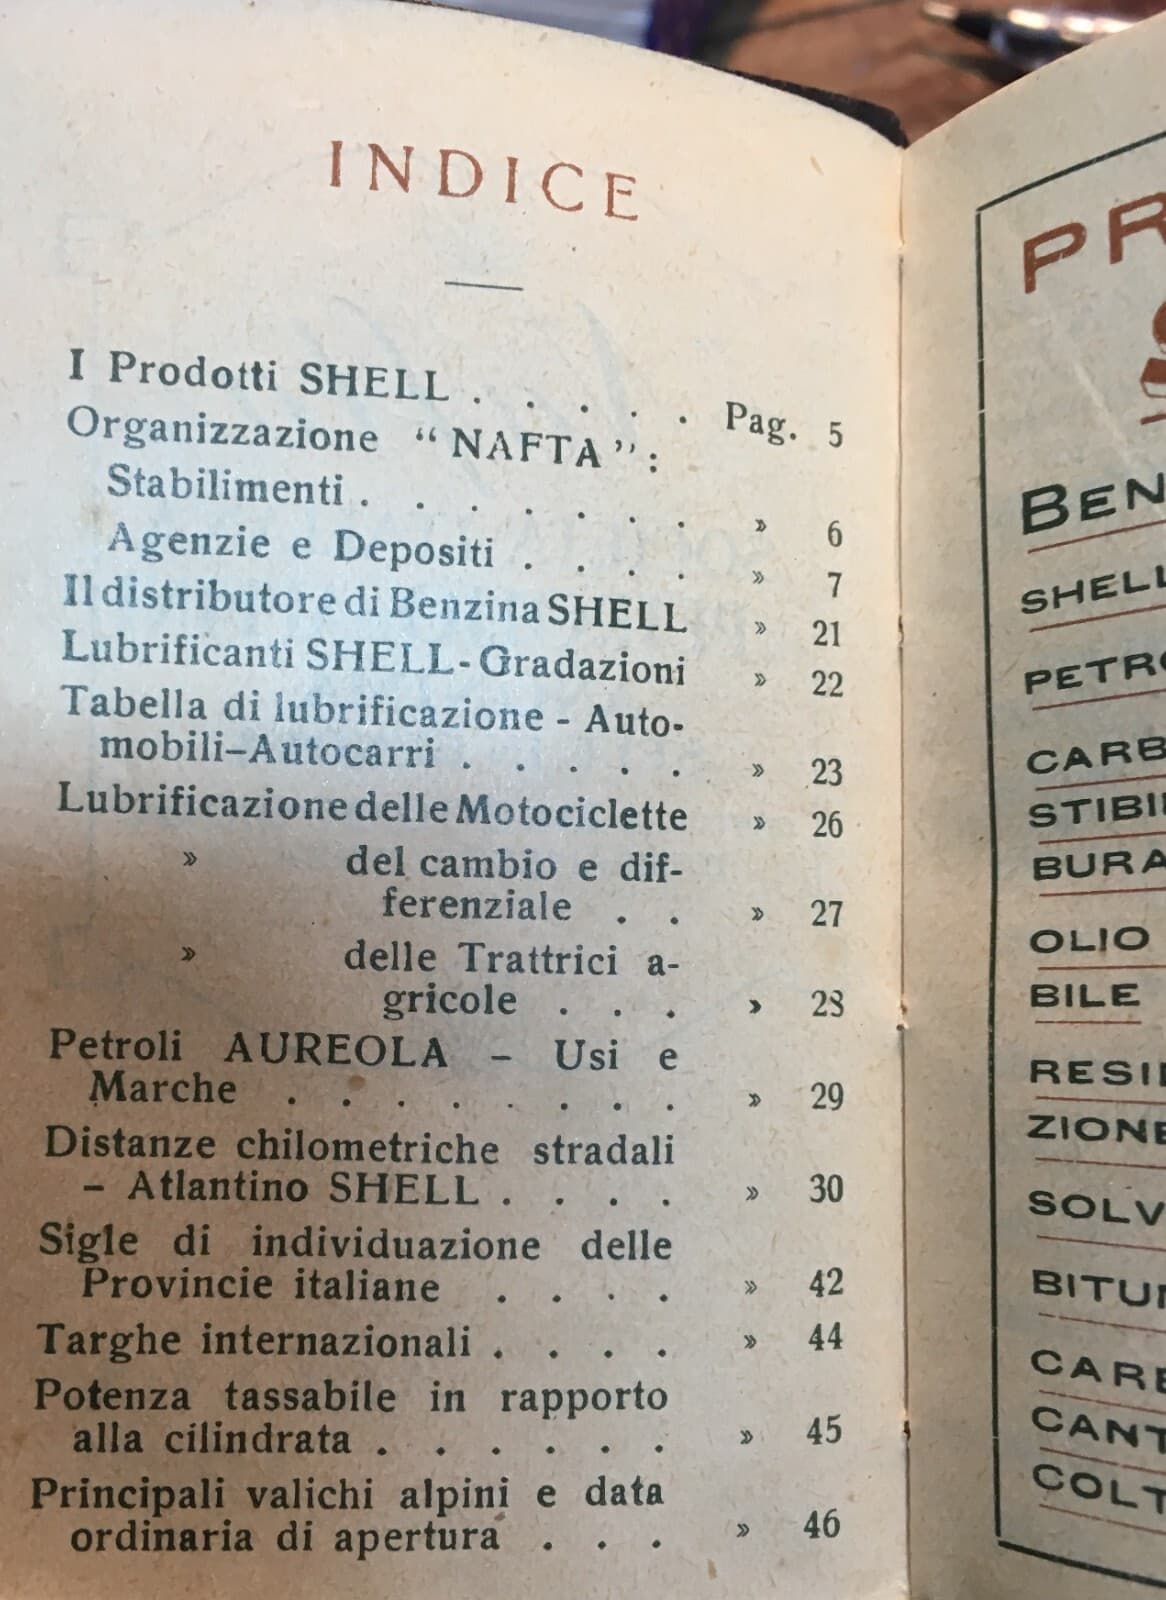 INDICE
I Prodotti SHELL . . . . . Pag. 5
Organizzazione “NAFTA”:
Stabilimenti . . . . . . . » 6
Agenzie e Depositi . . . . » 7
Il distributore di Benzina SHELL » 21
Lubrificanti SHELL - Gradazioni » 22
Tabella di lubrificazione - Auto-
mobili–Autocarri . . . . . » 23
Lubrificazione delle Motociclette » 26
» del cambio e dif-
ferenziale . . » 27
» delle Trattrici a-
gricole . . . » 28
Petroli AUREOLA – Usi e
Marche . . . . . . . . » 29
Distanze chilometriche stradali
– Atlantino SHELL . . . . » 30
Sigle di individuazione delle
Provincie italiane . . . . » 42
Targhe internazionali . . . . » 44
Potenza tassabile in rapporto
alla cilindrata . . . . . . » 45
Principali valichi alpini e data
ordinaria di apertura . . . » 46
PR
BEN
SHELL
PETRO
CARB
STIBI
BURA
OLIO
BILE
RESI
ZIONE
SOLV
BITU
CARB
CANT
COLT